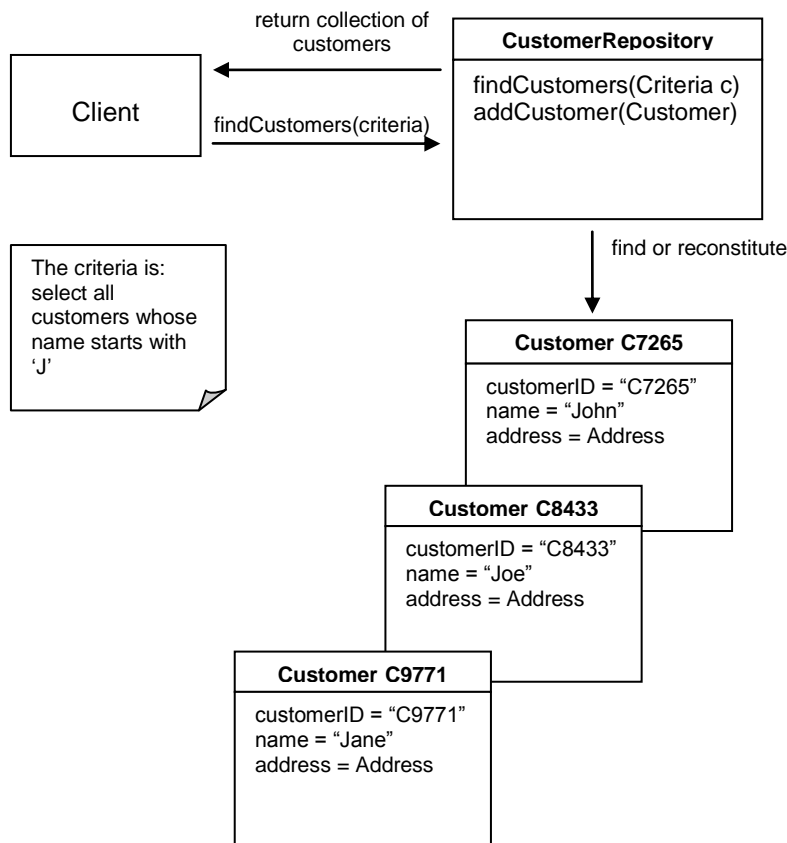 return collection of
customers
CustomerRepository
Client
findCustomers(Criteria c)
addCustomer(Customer)
findCustomers(criteria)
find or reconstitute
The criteria is:
select all
customers whose
name starts with
‘J’
Customer C7265
customerID = “C7265”
name = “John”
address = Address
Customer C8433
customerID = “C8433”
name = “Joe”
address = Address
Customer C9771
customerID = “C9771”
name = “Jane”
address = Address